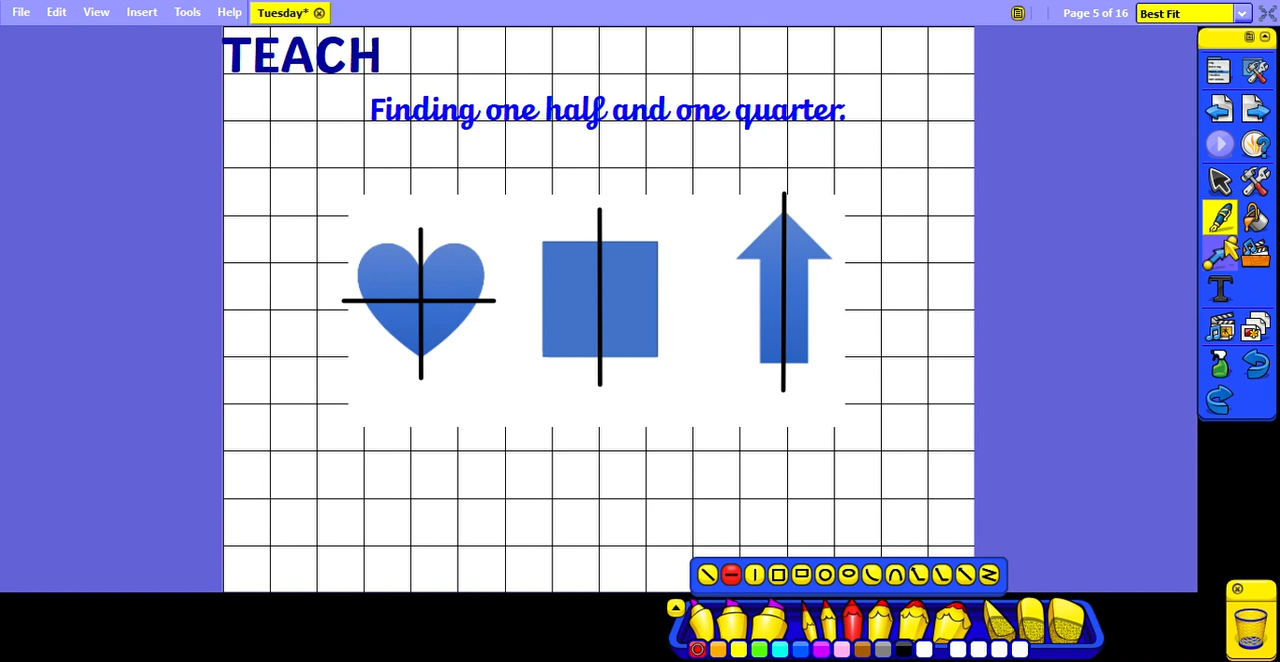 File Edit View Insert Tools Help Tuesday* Page 5 of 16 Best Fit
TEACH
Finding one half and one quarter.